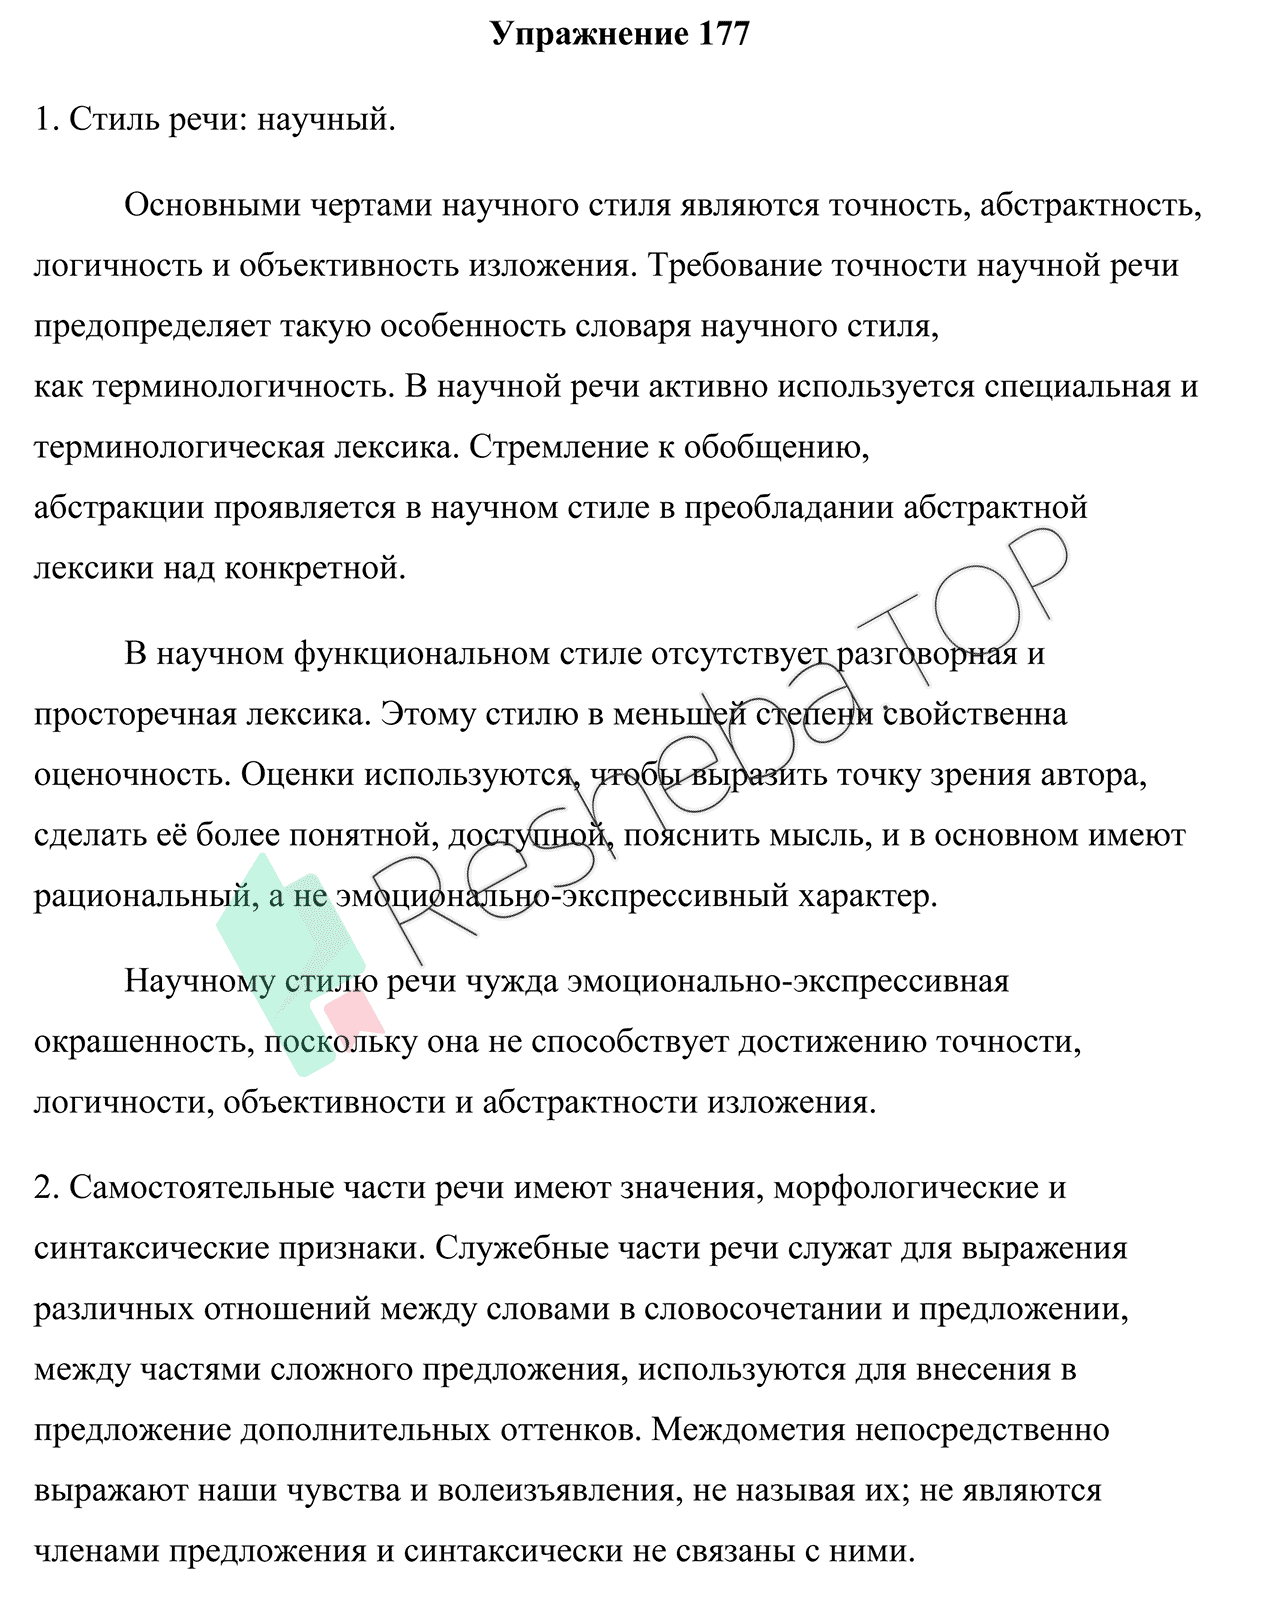 Упражнение 177
1. Стиль речи: научный.
Основными чертами научного стиля являются точность, абстрактность,
логичность и объективность изложения. Требование точности научной речи
предопределяет такую особенность словаря научного стиля,
как терминологичность. В научной речи активно используется специальная и
терминологическая лексика. Стремление к обобщению,
абстракции проявляется в научном стиле в преобладании абстрактной
лексики над конкретной.
В научном функциональном стиле отсутствует разговорная и
просторечная лексика. Этому стилю в меньшей степени свойственна
оценочность. Оценки используются, чтобы выразить точку зрения автора,
сделать её более понятной, доступной, пояснить мысль, и в основном имеют
рациональный, а не эмоционально-экспрессивный характер.
Научному стилю речи чужда эмоционально-экспрессивная
окрашенность, поскольку она не способствует достижению точности,
логичности, объективности и абстрактности изложения.
2. Самостоятельные части речи имеют значения, морфологические и
синтаксические признаки. Служебные части речи служат для выражения
различных отношений между словами в словосочетании и предложении,
между частями сложного предложения, используются для внесения в
предложение дополнительных оттенков. Междометия непосредственно
выражают наши чувства и волеизъявления, не называя их; не являются
членами предложения и синтаксически не связаны с ними.
Resheba.TOP